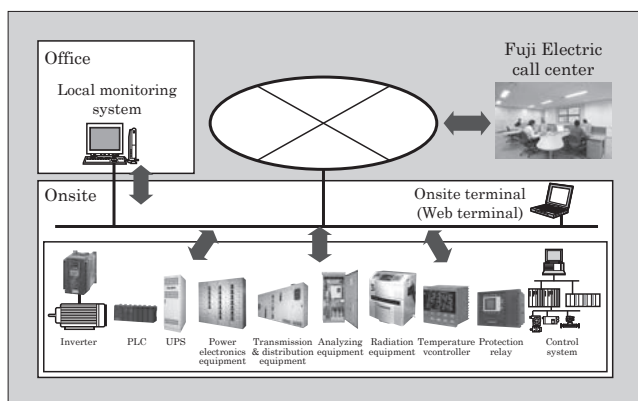 Office
Local monitoring
system
Fuji Electric
call center
Onsite
Onsite terminal
(Web terminal)
Inverter
PLC
UPS
Power
electronics
equipment
Transmission
& distribution
equipment
Analyzing
equipment
Radiation
equipment
Temperature
vcontroller
Protection
relay
Control
system